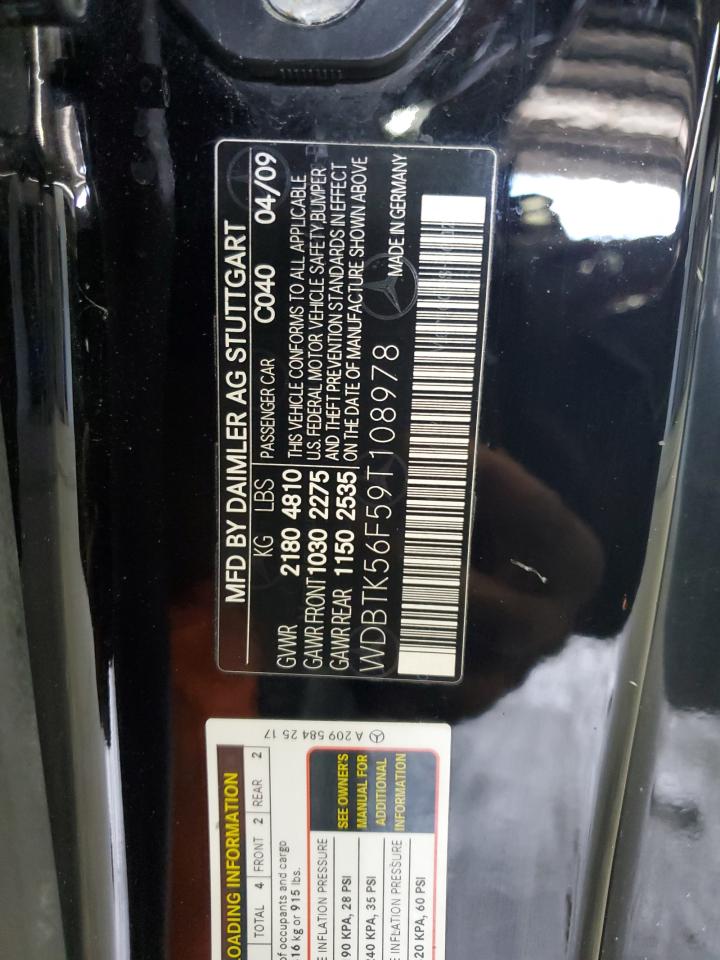 MFD BY DAIMLER AG STUTTGART
KG LBS PASSENGER CAR C040 04/09
GVWR 2180 4810 THIS VEHICLE CONFORMS TO ALL APPLICABLE
GAWR FRONT 1030 2275 U.S. FEDERAL MOTOR VEHICLE SAFETY, BUMPER
GAWR REAR 1150 2535 AND THEFT PREVENTION STANDARDS IN EFFECT
ON THE DATE OF MANUFACTURE SHOWN ABOVE
WDBTK56F59T108978 MADE IN GERMANY
A 209 584 25 17
LOADING INFORMATION
TOTAL 4 FRONT 2 REAR 2
of occupants and cargo
16 kg or 915 lbs.
INFLATION PRESSURE
90 KPA, 28 PSI
240 KPA, 35 PSI
INFLATION PRESSURE
20 KPA, 60 PSI
SEE OWNER'S
MANUAL FOR
ADDITIONAL
INFORMATION